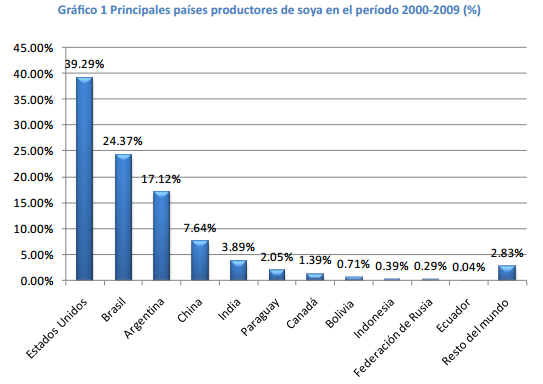 Gráfico 1 Principales países productores de soya en el período 2000-2009 (%)
45.00%
40.00%
35.00%
30.00%
25.00%
20.00%
15.00%
10.00%
5.00%
0.00%
39.29%
24.37%
17.12%
7.64%
3.89%
2.05%
1.39%
0.71%
0.39%
0.29%
0.04%
2.83%
Estados Unidos
Brasil
Argentina
China
India
Paraguay
Canadá
Bolivia
Indonesia
Federación de Rusia
Ecuador
Resto del mundo